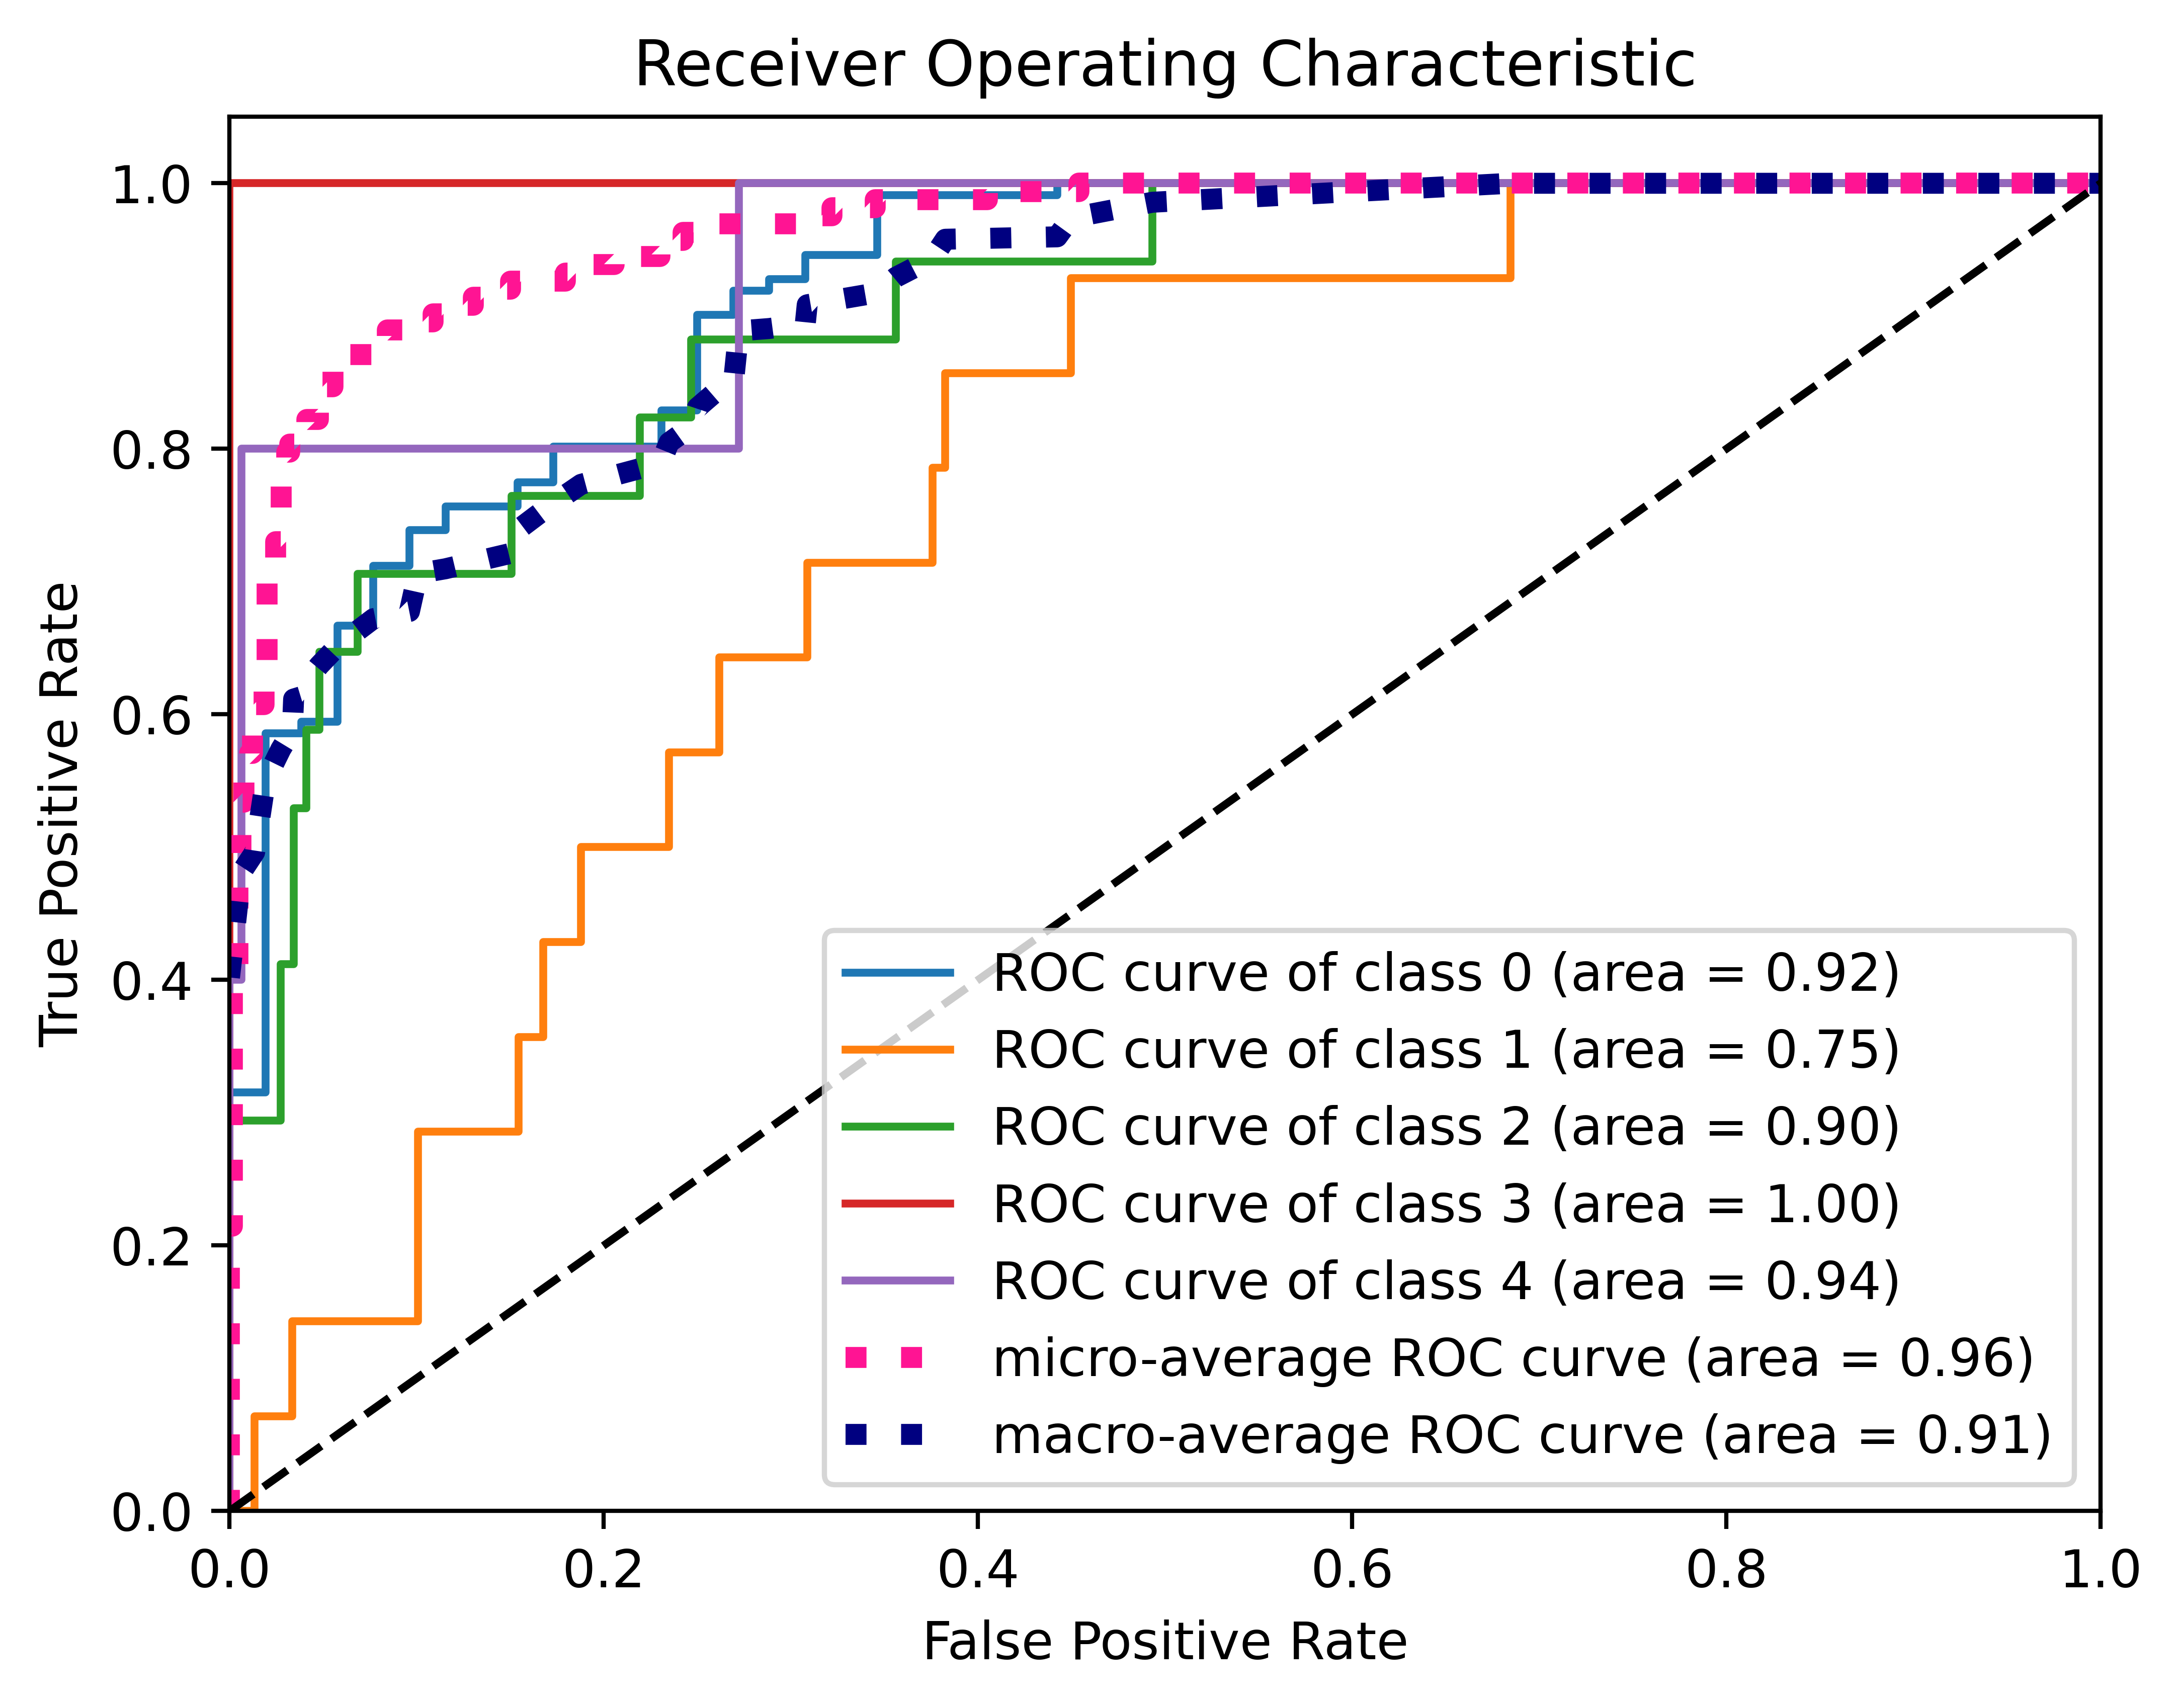 Receiver Operating Characteristic
1.0
0.8
0.6
0.4
0.2
0.0
True Positive Rate
ROC curve of class 0 (area = 0.92)
ROC curve of class 1 (area = 0.75)
ROC curve of class 2 (area = 0.90)
ROC curve of class 3 (area = 1.00)
ROC curve of class 4 (area = 0.94)
micro-average ROC curve (area = 0.96)
macro-average ROC curve (area = 0.91)
0.0 0.2 0.4 0.6 0.8 1.0
False Positive Rate